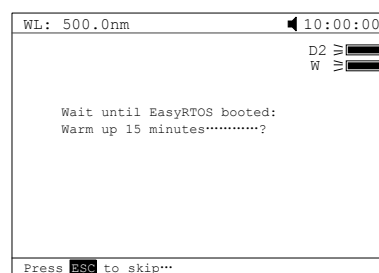 WL: 500.0nm 10:00:00
D2
W
Wait until EasyRTOS booted:
Warm up 15 minutes…………?
Press ESC to skip…